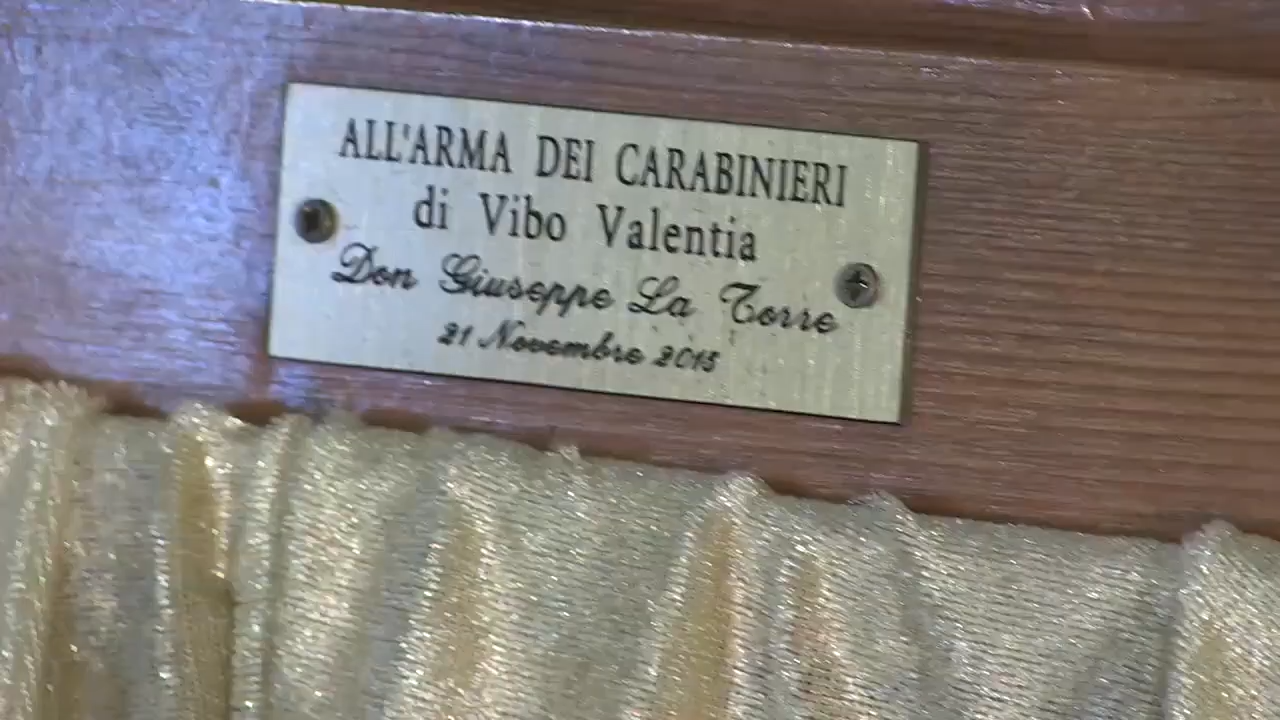 ALL'ARMA DEI CARABINIERI
di Vibo Valentia
Don Giuseppe La Torre
21 Novembre 2015